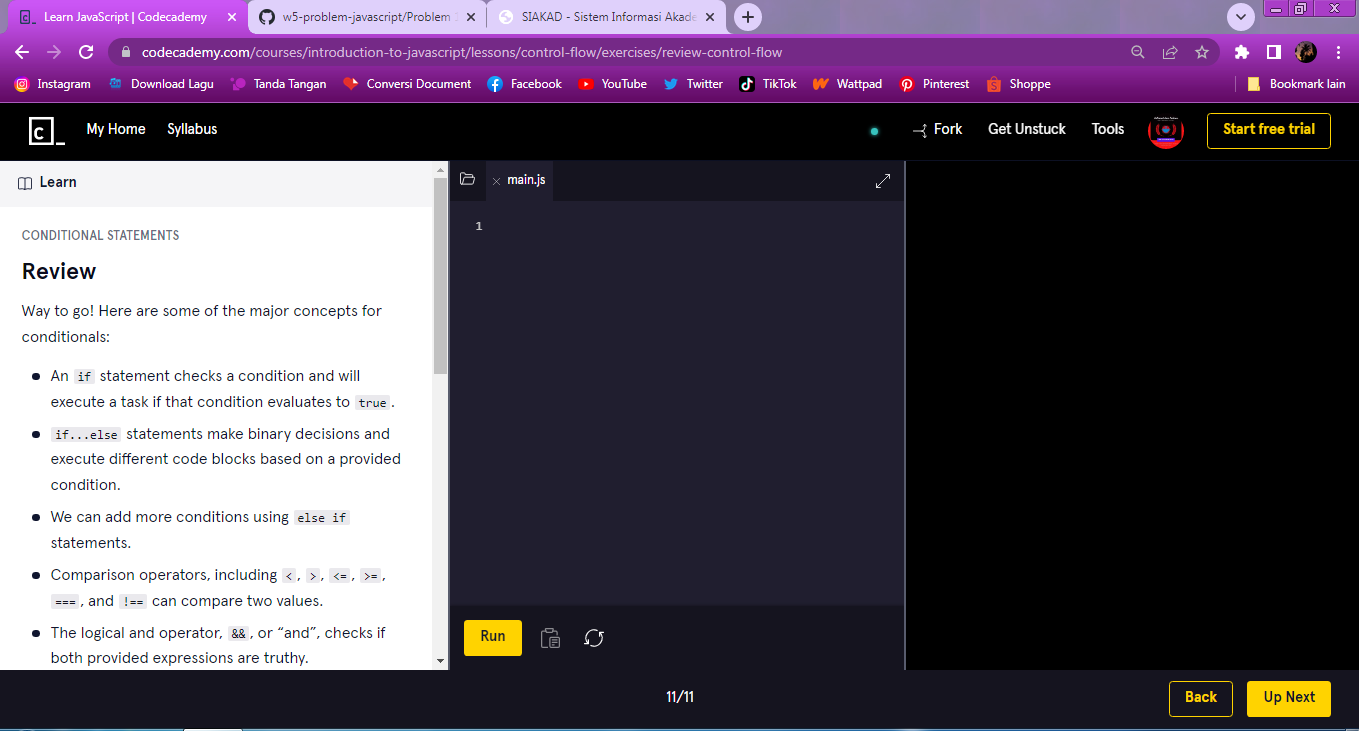 Learn JavaScript | Codecademy
w5-problem-javascript/Problem
SIAKAD - Sistem Informasi Akade
codecademy.com/courses/introduction-to-javascript/lessons/control-flow/exercises/review-control-flow
Instagram Download Lagu Tanda Tangan Conversi Document Facebook YouTube Twitter TikTok Wattpad Pinterest Shoppe Bookmark lain
My Home Syllabus Fork Get Unstuck Tools Start free trial
Learn
CONDITIONAL STATEMENTS
Review
Way to go! Here are some of the major concepts for
conditionals:
An if statement checks a condition and will
execute a task if that condition evaluates to true.
if...else statements make binary decisions and
execute different code blocks based on a provided
condition.
We can add more conditions using else if
statements.
Comparison operators, including <, >, <=, >=,
===, and !== can compare two values.
The logical and operator, &&, or “and”, checks if
both provided expressions are truthy.
main.js
1
Run
11/11
Back
Up Next